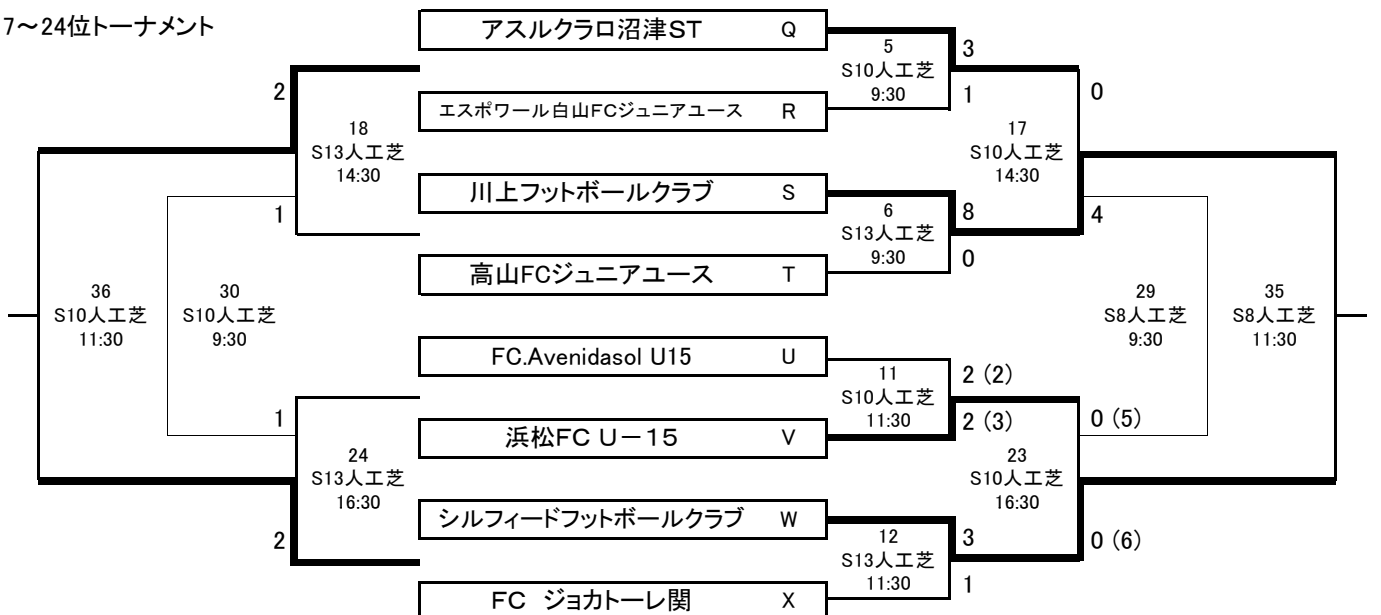 7～24位トーナメント
アスルクラロ沼津ST Q
5
S10人工芝
9:30
3
1
エスポワール白山FCジュニアユース R
2
18
S13人工芝
14:30
1
0
17
S10人工芝
14:30
4
川上フットボールクラブ S
6
S13人工芝
9:30
8
0
高山FCジュニアユース T
36
S10人工芝
11:30
30
S10人工芝
9:30
29
S8人工芝
9:30
35
S8人工芝
11:30
FC.Avenidasol U15 U
11
S10人工芝
11:30
2 (2)
2 (3)
浜松FC U－15 V
1
24
S13人工芝
16:30
2
0 (5)
23
S10人工芝
16:30
0 (6)
シルフィードフットボールクラブ W
12
S13人工芝
11:30
3
1
FC ジョカトーレ関 X